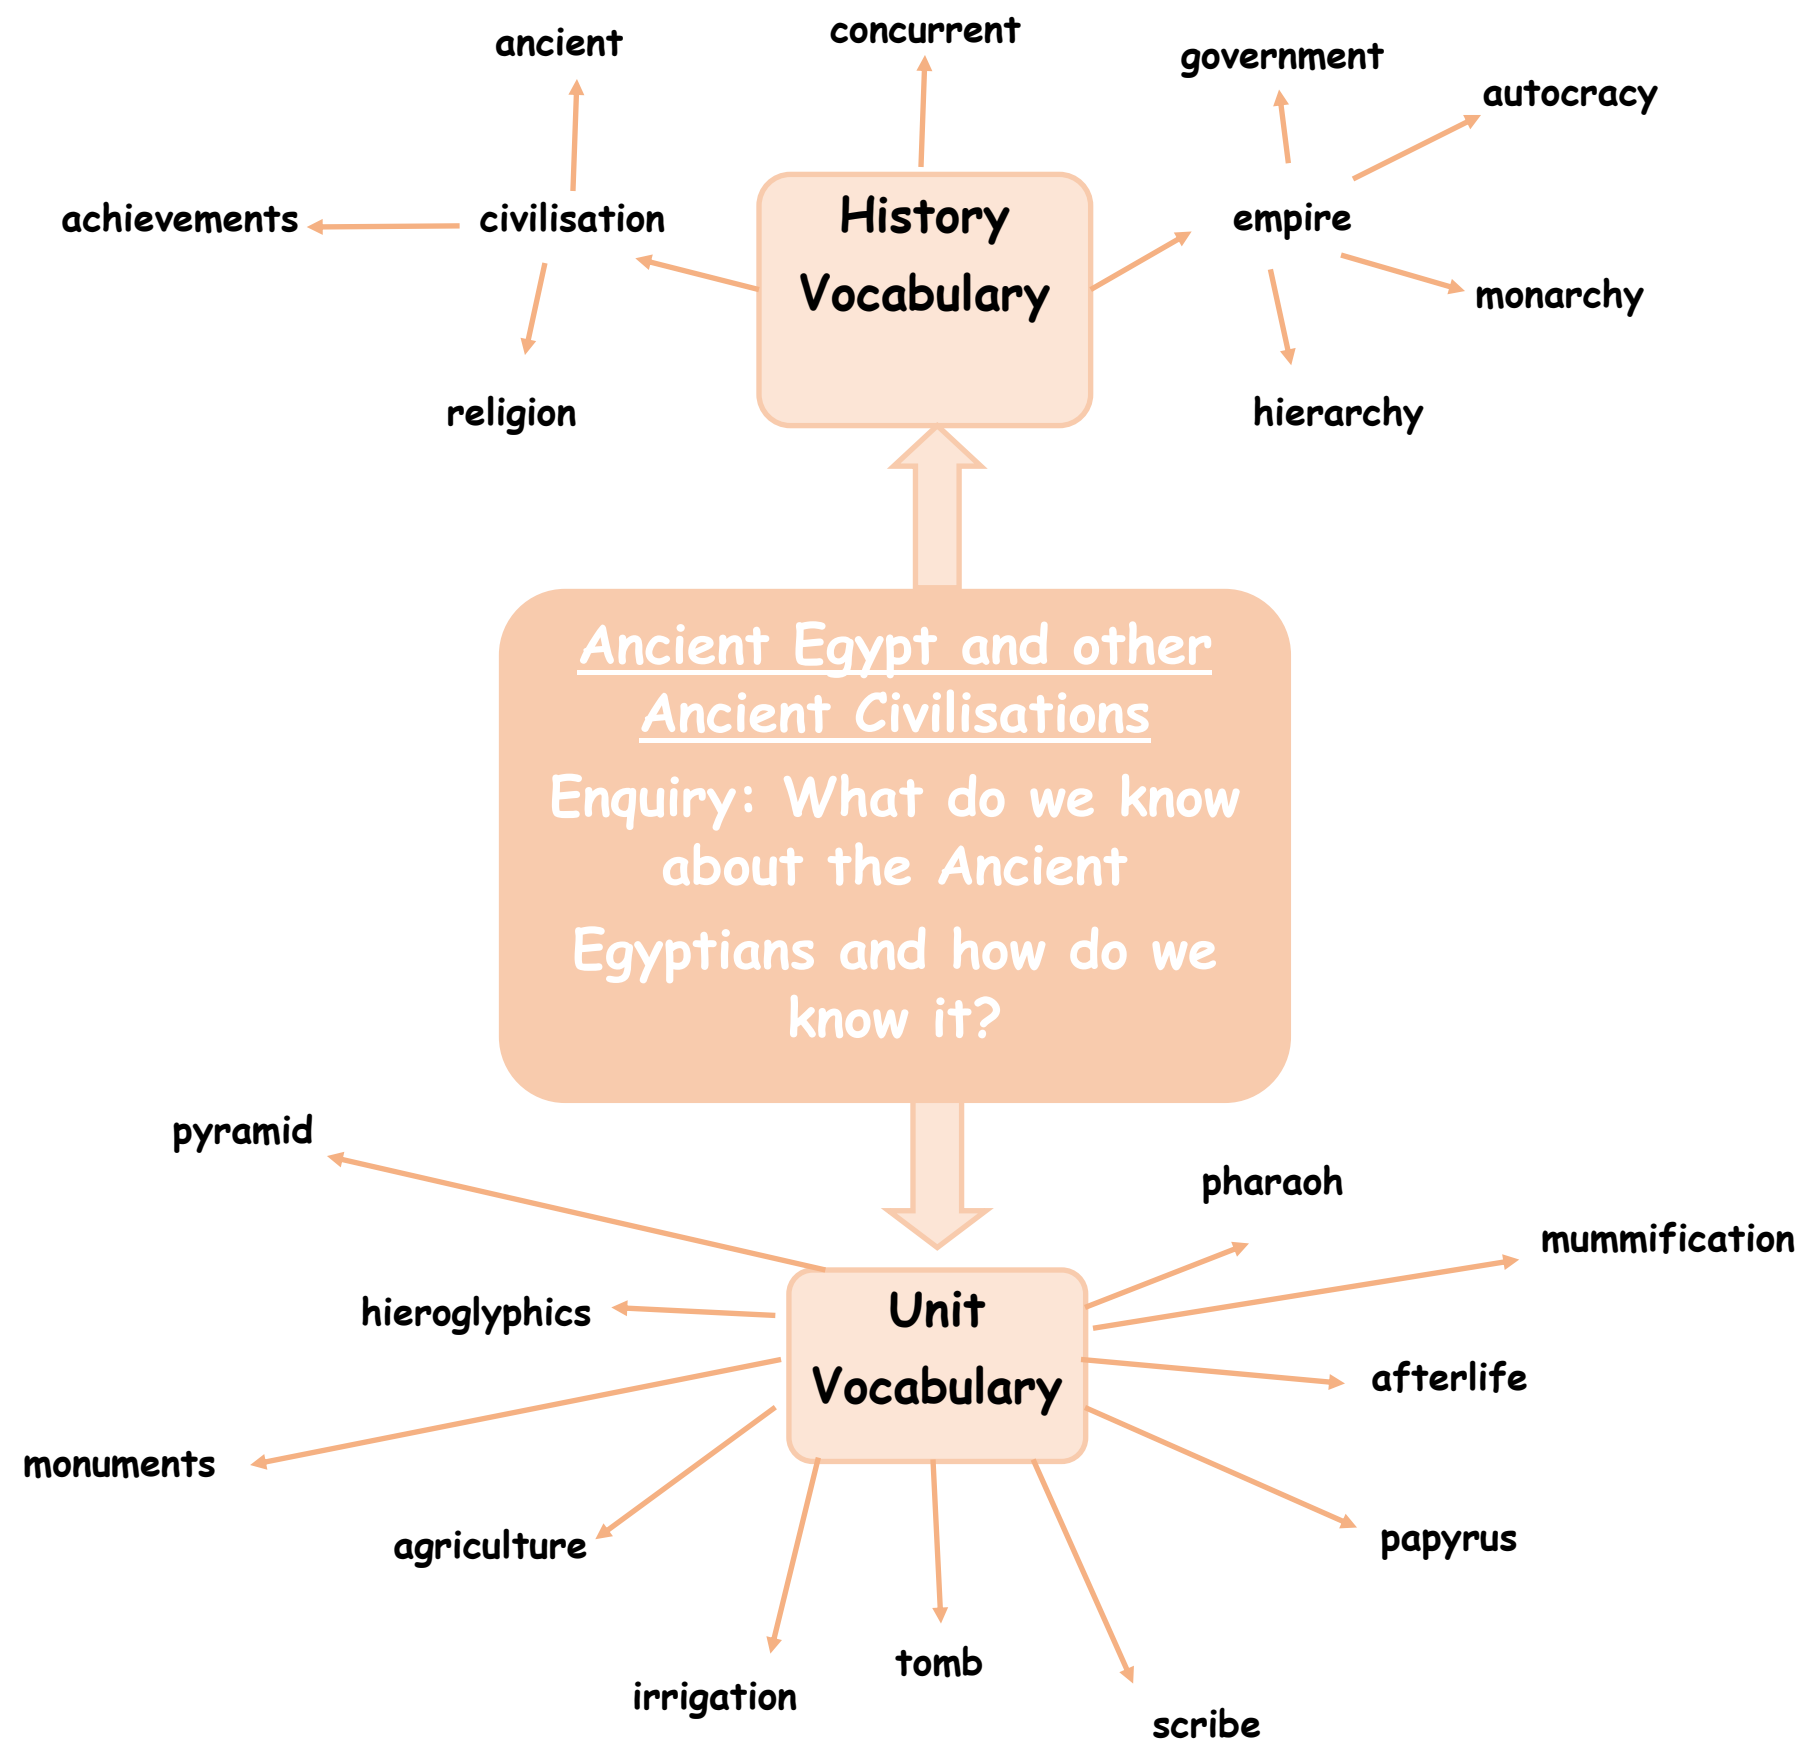 concurrent
ancient
government
autocracy
achievements
civilisation
History
Vocabulary
empire
monarchy
religion
hierarchy
Ancient Egypt and other
Ancient Civilisations
Enquiry: What do we know
about the Ancient
Egyptians and how do we
know it?
pyramid
pharaoh
mummification
hieroglyphics
Unit
Vocabulary
afterlife
monuments
agriculture
papyrus
tomb
irrigation
scribe